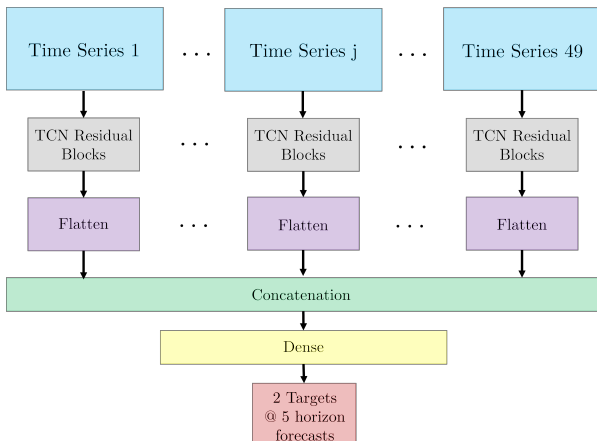 Time Series 1 ... Time Series j ... Time Series 49
TCN Residual ... TCN Residual ... TCN Residual
Blocks Blocks Blocks
Flatten ... Flatten ... Flatten
Concatenation
Dense
2 Targets
@ 5 horizon
forecasts